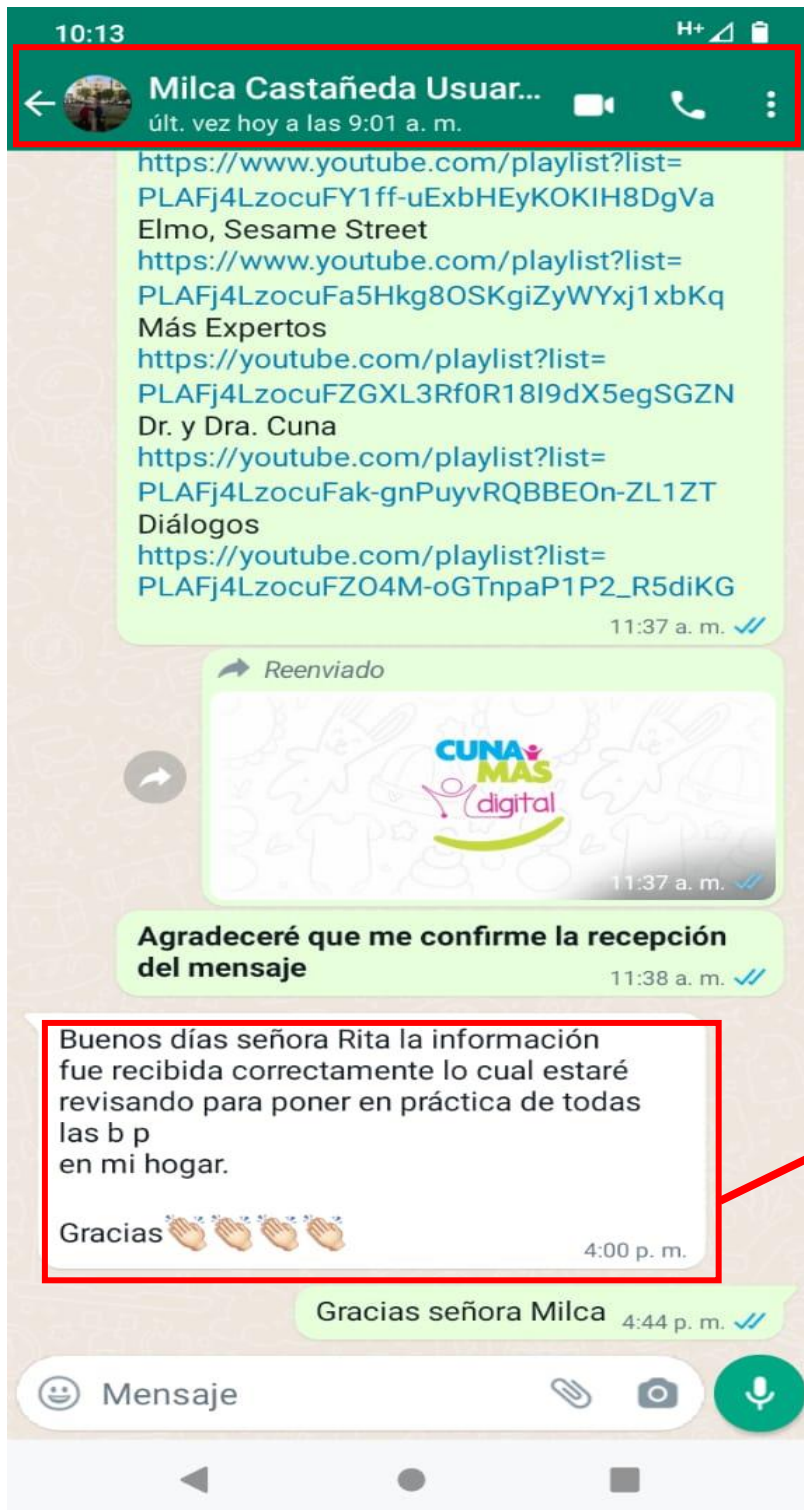 10:13
H+
Milca Castañeda Usuar...
últ. vez hoy a las 9:01 a. m.
https://www.youtube.com/playlist?list=
PLAFj4LzocuFY1ff-uExbHEyKOKIH8DgVa
Elmo, Sesame Street
https://www.youtube.com/playlist?list=
PLAFj4LzocuFa5Hkg8OSKgiZyWYxj1xbKq
Más Expertos
https://youtube.com/playlist?list=
PLAFj4LzocuFZGXL3Rf0R18l9dX5egSGZN
Dr. y Dra. Cuna
https://youtube.com/playlist?list=
PLAFj4LzocuFak-gnPuyvRQBBEOn-ZL1ZT
Diálogos
https://youtube.com/playlist?list=
PLAFj4LzocuFZO4M-oGTnpaP1P2_R5diKG
11:37 a. m.
Reenviado
CUNA
MAS
digital
11:37 a. m.
Agradeceré que me confirme la recepción
del mensaje
11:38 a. m.
Buenos días señora Rita la información
fue recibida correctamente lo cual estaré
revisando para poner en práctica de todas
las b p
en mi hogar.
Gracias👏🏻👏🏻👏🏻👏🏻
4:00 p. m.
Gracias señora Milca
4:44 p. m.
Mensaje